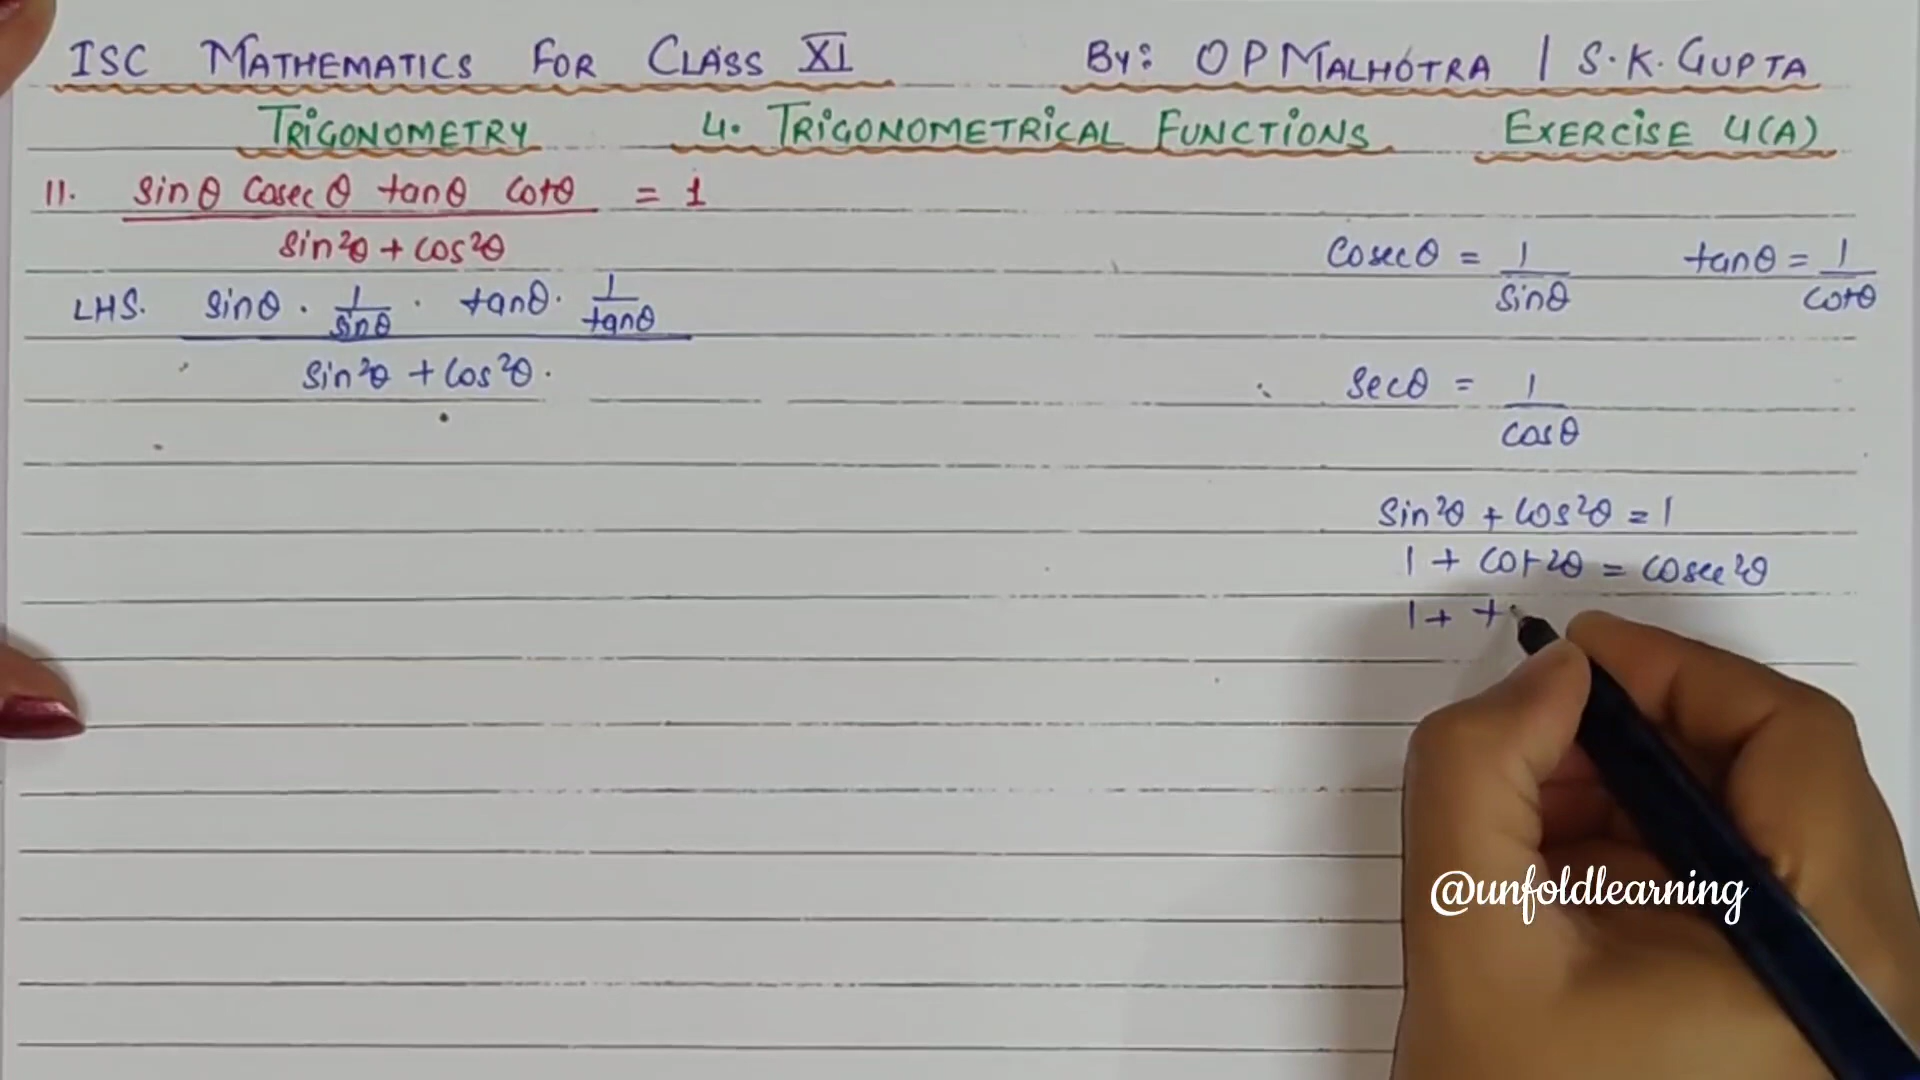 ISC MATHEMATICS FOR CLASS XI By: O P MALHOTRA | S.K. GUPTA
TRIGONOMETRY 4. TRIGONOMETRICAL FUNCTIONS EXERCISE 4(A)
11. sinθ cosecθ tanθ cotθ = 1
sin²θ + cos²θ
LHS. sinθ · 1/sinθ · tanθ · 1/tanθ
sin²θ + cos²θ.
cosecθ = 1/sinθ tanθ = 1/cotθ
secθ = 1/cosθ
sin²θ + cos²θ = 1
1 + cot²θ = cosec²θ
1 + t
@unfoldlearning